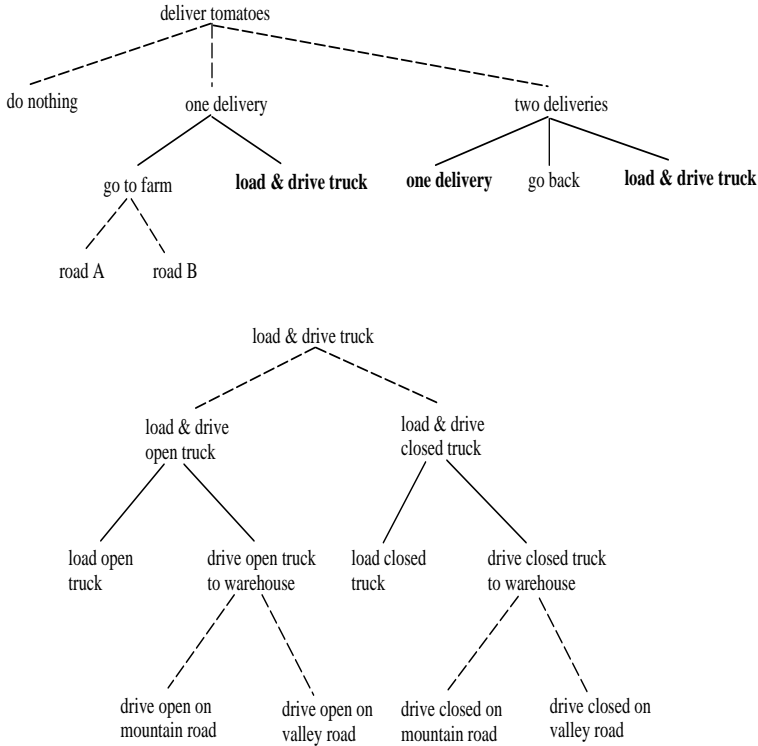 deliver tomatoes
do nothing
one delivery
two deliveries
go to farm
load & drive truck
one delivery
go back
load & drive truck
road A
road B
load & drive truck
load & drive
open truck
load & drive
closed truck
load open
truck
drive open truck
to warehouse
load closed
truck
drive closed truck
to warehouse
drive open on
mountain road
drive open on
valley road
drive closed on
mountain road
drive closed on
valley road